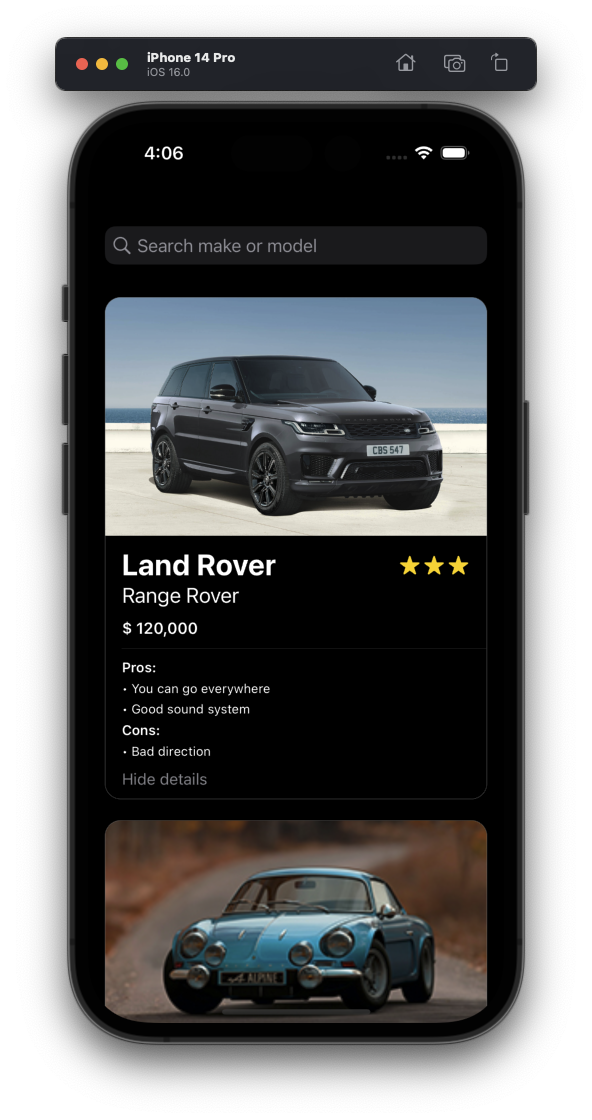 iPhone 14 Pro
iOS 16.0
4:06
Search make or model
CBS 547
Land Rover
Range Rover
$ 120,000
Pros:
• You can go everywhere
• Good sound system
Cons:
• Bad direction
Hide details
ALPINE